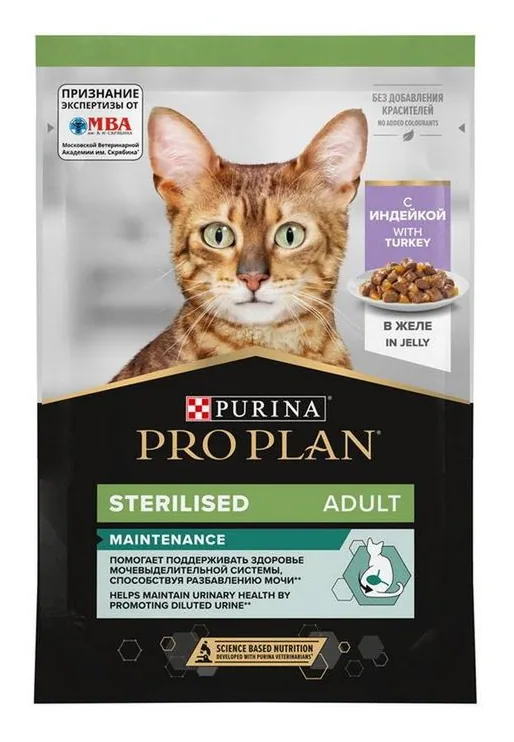 ПРИЗНАНИЕ
ЭКСПЕРТИЗЫ ОТ
МВА
им. К. И. СКРЯБИНА
Московской Ветеринарной
Академии им. Скрябина*
БЕЗ ДОБАВЛЕНИЯ
КРАСИТЕЛЕЙ
NO ADDED COLOURANTS
С
ИНДЕЙКОЙ
WITH
TURKEY
В ЖЕЛЕ
IN JELLY
PURINA
PRO PLAN®
STERILISED ADULT
MAINTENANCE
ПОМОГАЕТ ПОДДЕРЖИВАТЬ ЗДОРОВЬЕ
МОЧЕВЫДЕЛИТЕЛЬНОЙ СИСТЕМЫ,
СПОСОБСТВУЯ РАЗБАВЛЕНИЮ МОЧИ**
HELPS MAINTAIN URINARY HEALTH BY
PROMOTING DILUTED URINE**
SCIENCE BASED NUTRITION
DEVELOPED WITH PURINA VETERINARIANS